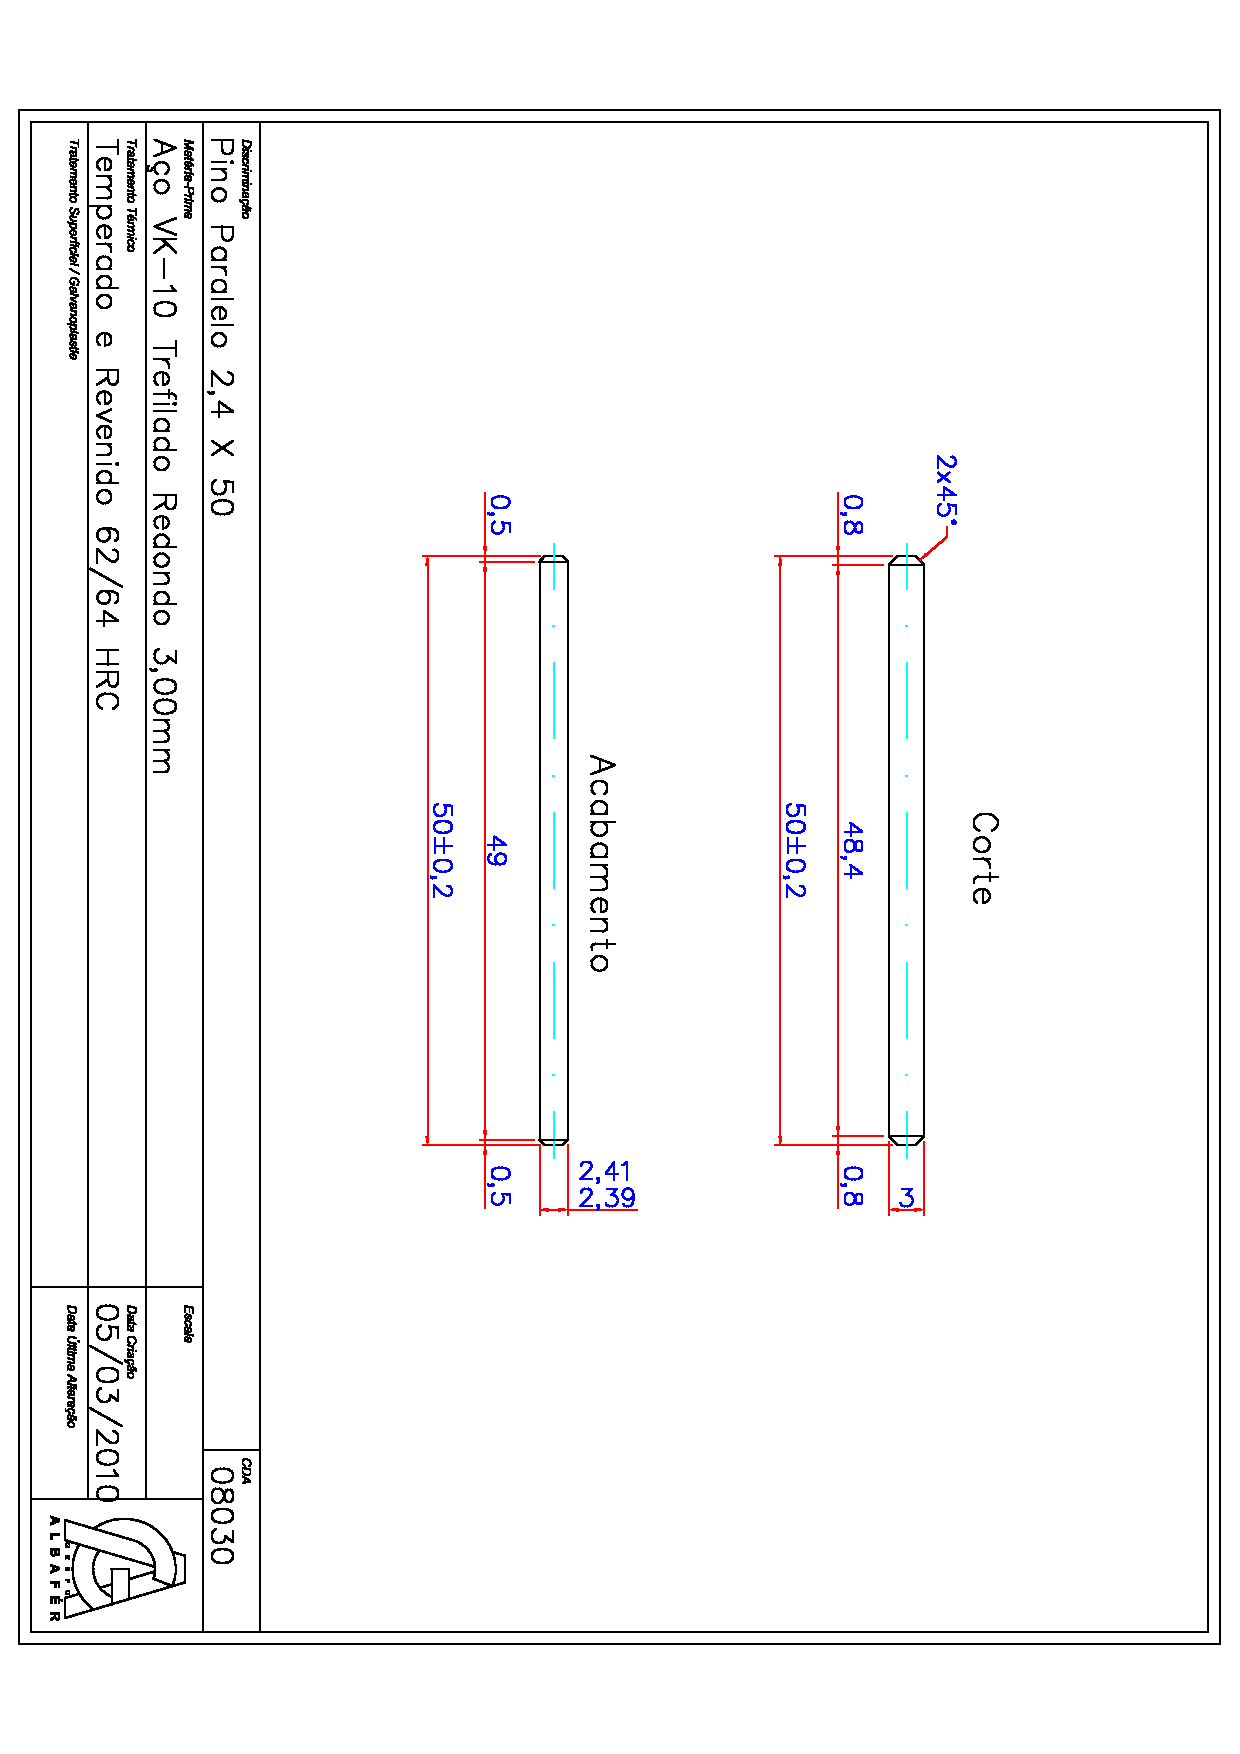 Corte
2x45°
0,8
48,4
0,8
3
50±0,2
Acabamento
2,41
2,39
0,5
49
0,5
50±0,2
Discriminação
Pino Paralelo 2,4 X 50
CDA
08030
Matéria-Prima
Aço VK-10 Trefilado Redondo 3,00mm
Escala
Tratamento Térmico
Temperado e Revenido 62/64 HRC
Data Criação
05/03/2010
Tratamento Superficial / Galvanoplastia
Data Última Alteração
GRUPO
ALBAFÉR